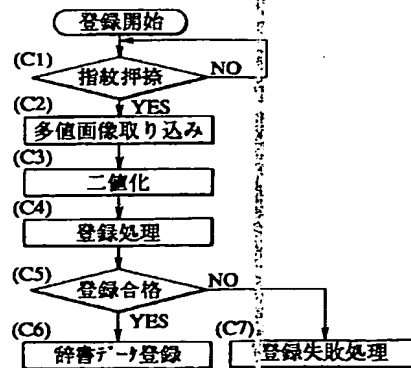 登録開始
(C1)
指紋押捺 NO
(C2) YES
多値画像取り込み
(C3)
二値化
(C4)
登録処理
(C5)
登録合格 NO
(C6) YES (C7)
辞書データ登録 登録失敗処理